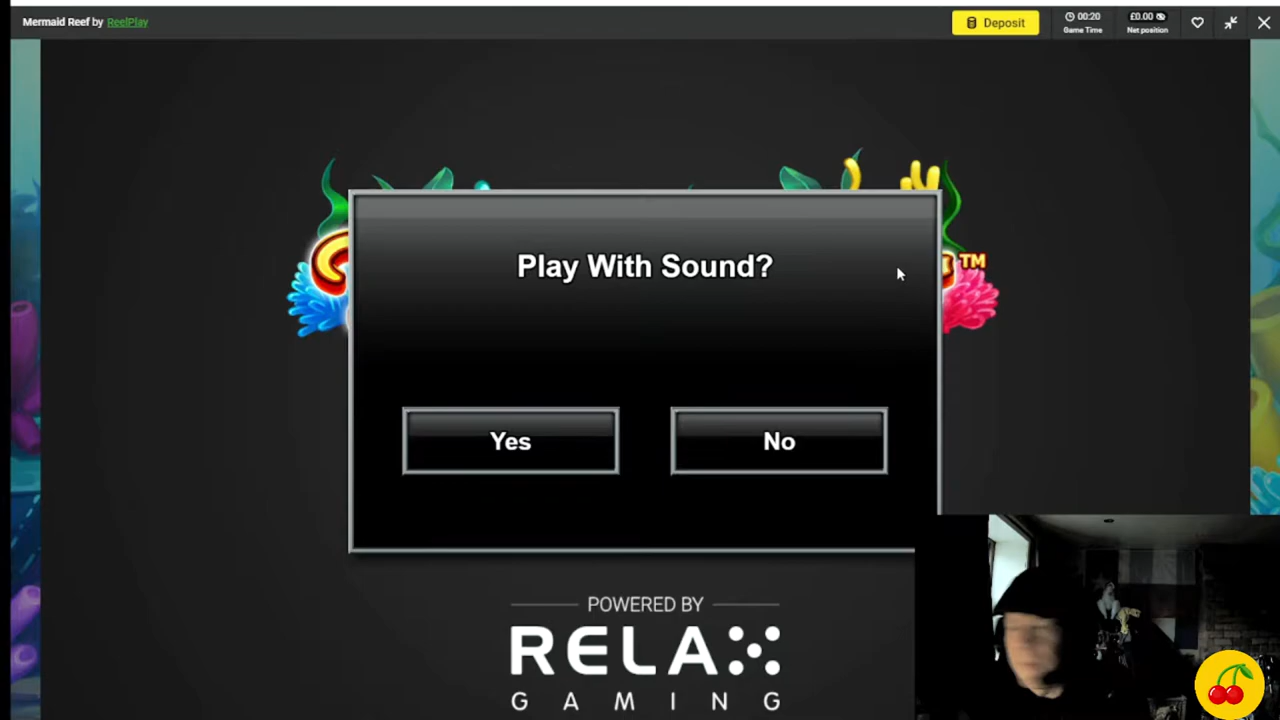 Mermaid Reef by ReelPlay
Deposit
00:20
Game Time
£0.00
Net position
TM
Play With Sound?
Yes
No
POWERED BY
RELAX
GAMING